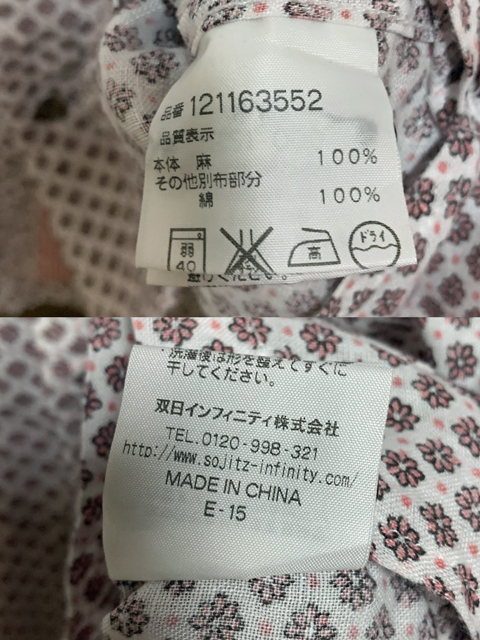 品番 121163552
品質表示
本体 麻 100%
その他別布部分
綿 100%
弱
40
高
ドライ
・洗濯後は形を整えてすぐに
干してください。
双日インフィニティ株式会社
TEL.0120-998-321
http://www.sojitz-infinity.com/
MADE IN CHINA
E-15